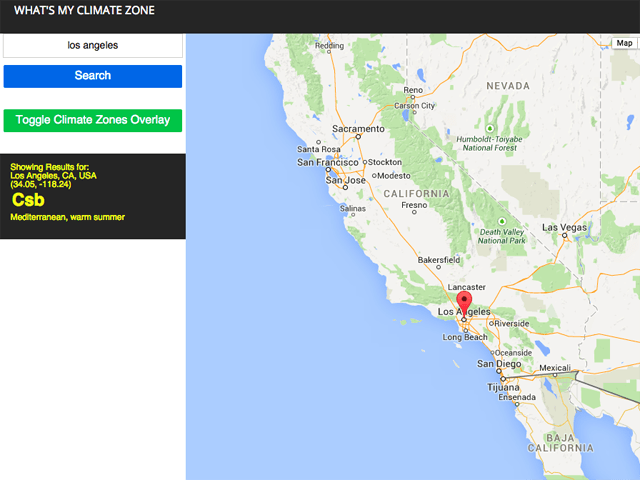 WHAT'S MY CLIMATE ZONE
los angeles
Search
Toggle Climate Zones Overlay
Showing Results for:
Los Angeles, CA, USA
(34.05, -118.24)
Csb
Mediterranean, warm summer
Map
Redding
NEVADA
Reno
Carson City
Sacramento
Humboldt-Toiyabe
National Forest
Santa Rosa
San Francisco
Stockton
Modesto
San Jose
CALIFORNIA
Salinas
Fresno
Death Valley
National Park
Las Vegas
Bakersfield
Lancaster
Los Angeles
Riverside
Long Beach
Oceanside
San Diego
Mexicali
Tijuana
Ensenada
BAJA
CALIFORNIA